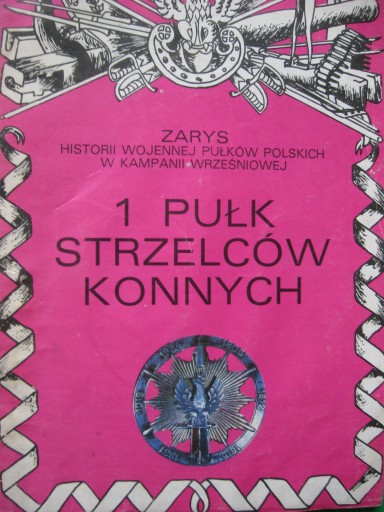 ZARYS
HISTORII WOJENNEJ PUŁKÓW POLSKICH
W KAMPANII WRZEŚNIOWEJ
1 PUŁK
STRZELCÓW
KONNYCH